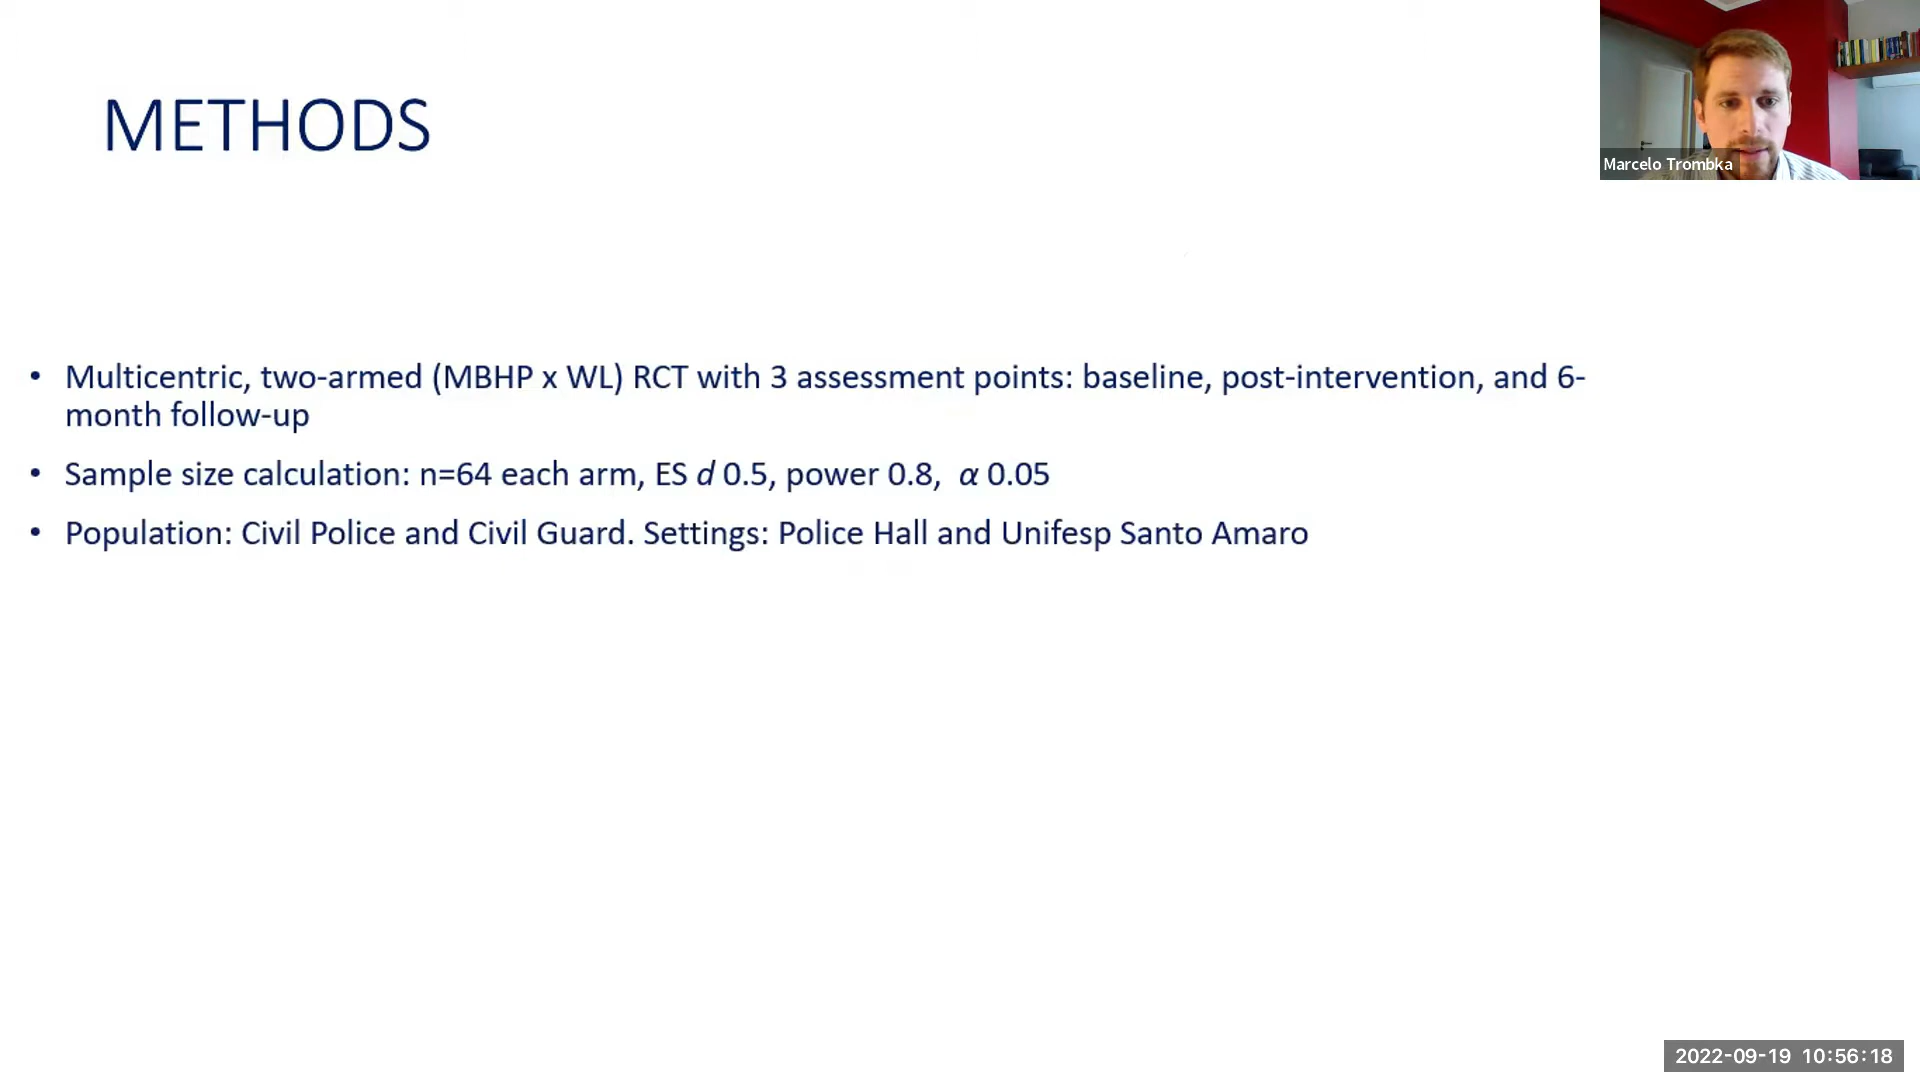 METHODS
Marcelo Trombka
• Multicentric, two-armed (MBHP x WL) RCT with 3 assessment points: baseline, post-intervention, and 6-
month follow-up
• Sample size calculation: n=64 each arm, ES d 0.5, power 0.8, α 0.05
• Population: Civil Police and Civil Guard. Settings: Police Hall and Unifesp Santo Amaro
2022-09-19 10:56:18